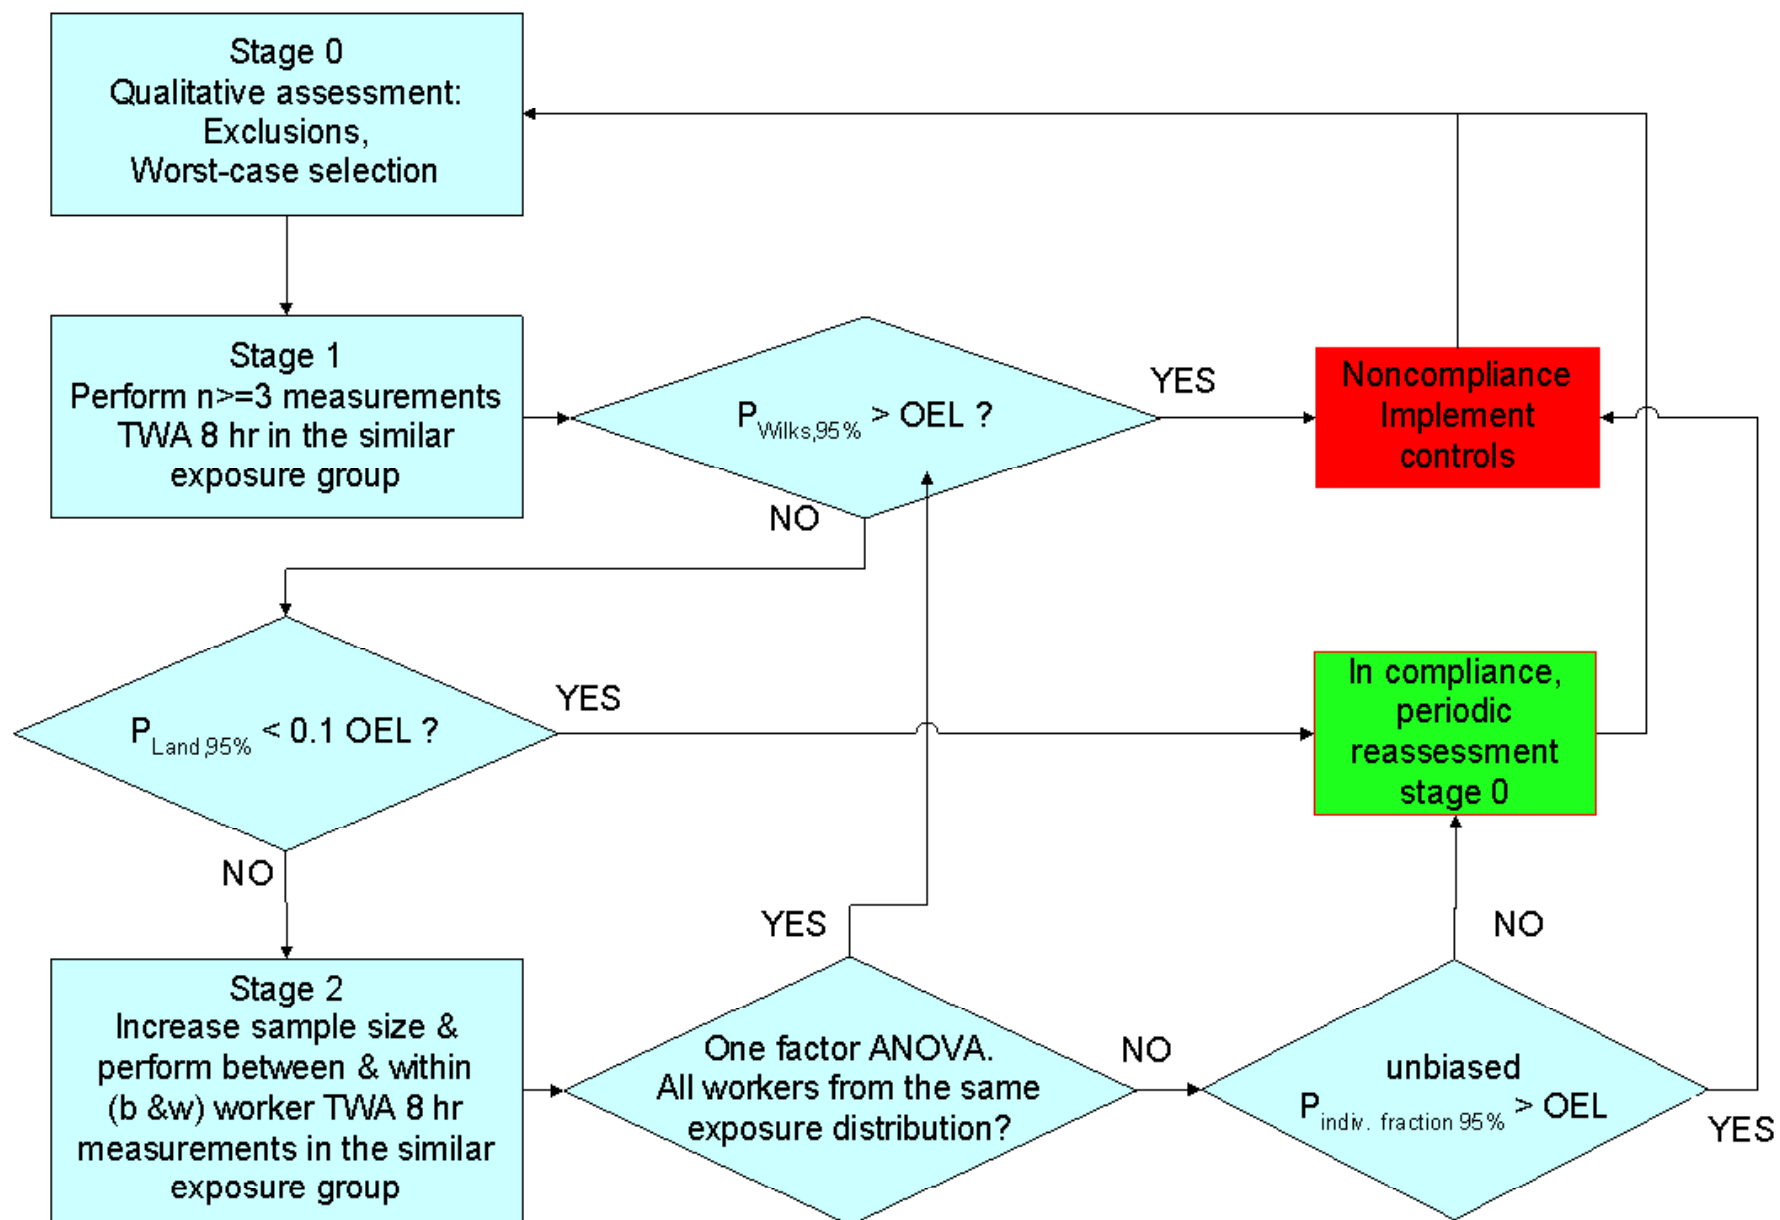 Stage 0
Qualitative assessment:
Exclusions,
Worst-case selection
Stage 1
Perform n>=3 measurements
TWA 8 hr in the similar
exposure group
P Wilks,95% > OEL ?
YES
NO
Noncompliance
Implement
controls
P Land,95% < 0.1 OEL ?
YES
NO
In compliance,
periodic
reassessment
stage 0
Stage 2
Increase sample size &
perform between & within
(b &w) worker TWA 8 hr
measurements in the similar
exposure group
YES
One factor ANOVA.
All workers from the same
exposure distribution?
NO
NO
unbiased
P indiv. fraction 95% > OEL
YES